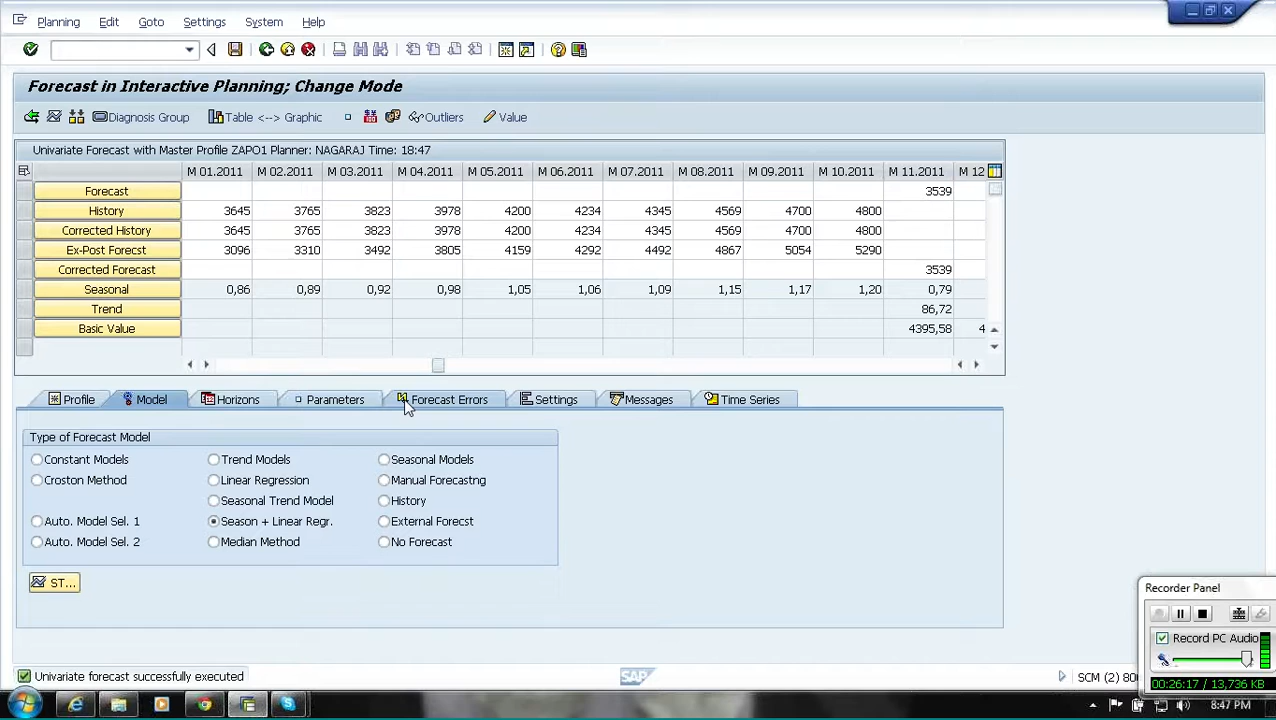 Planning Edit Goto Settings System Help
Forecast in Interactive Planning; Change Mode
Diagnosis Group Table <--> Graphic Outliers Value
Univariate Forecast with Master Profile ZAPO1 Planner: NAGARAJ Time: 18:47
M 01.2011 M 02.2011 M 03.2011 M 04.2011 M 05.2011 M 06.2011 M 07.2011 M 08.2011 M 09.2011 M 10.2011 M 11.2011 M 12
Forecast 3539
History 3645 3765 3823 3978 4200 4234 4345 4569 4700 4800
Corrected History 3645 3765 3823 3978 4200 4234 4345 4569 4700 4800
Ex-Post Forecst 3096 3310 3492 3805 4159 4292 4492 4867 5054 5290
Corrected Forecast 3539
Seasonal 0,86 0,89 0,92 0,98 1,05 1,06 1,09 1,15 1,17 1,20 0,79
Trend 86,72
Basic Value 4395,58 4
Profile Model Horizons Parameters Forecast Errors Settings Messages Time Series
Type of Forecast Model
Constant Models Trend Models Seasonal Models
Croston Method Linear Regression Manual Forecastng
Seasonal Trend Model History
Auto. Model Sel. 1 Season + Linear Regr. External Forecst
Auto. Model Sel. 2 Median Method No Forecast
ST...
Recorder Panel
Record PC Audio
00:26:17 / 13,736 KB
Univariate forecast successfully executed SAP SCM (2) 80
8:47 PM